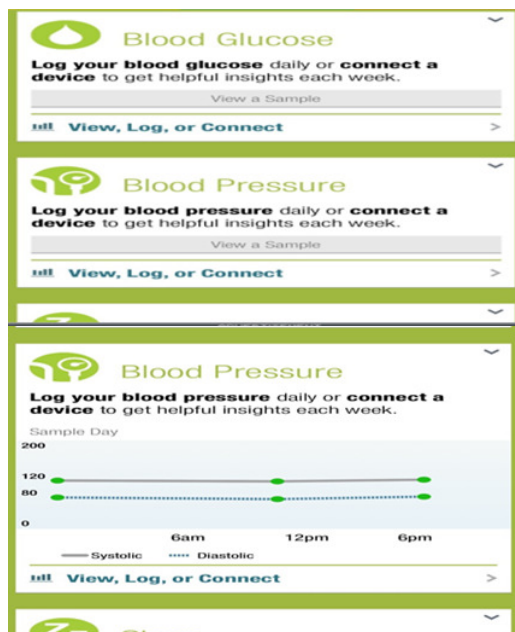 Blood Glucose
Log your blood glucose daily or connect a
device to get helpful insights each week.
View a Sample
View, Log, or Connect
Blood Pressure
Log your blood pressure daily or connect a
device to get helpful insights each week.
View a Sample
View, Log, or Connect
Blood Pressure
Log your blood pressure daily or connect a
device to get helpful insights each week.
Sample Day
200
120
80
0
6am 12pm 6pm
Systolic Diastolic
View, Log, or Connect